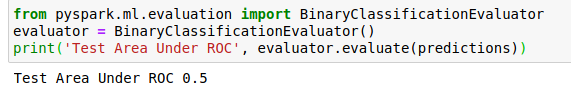 from pyspark.ml.evaluation import BinaryClassificationEvaluator
evaluator = BinaryClassificationEvaluator()
print('Test Area Under ROC', evaluator.evaluate(predictions))
Test Area Under ROC 0.5